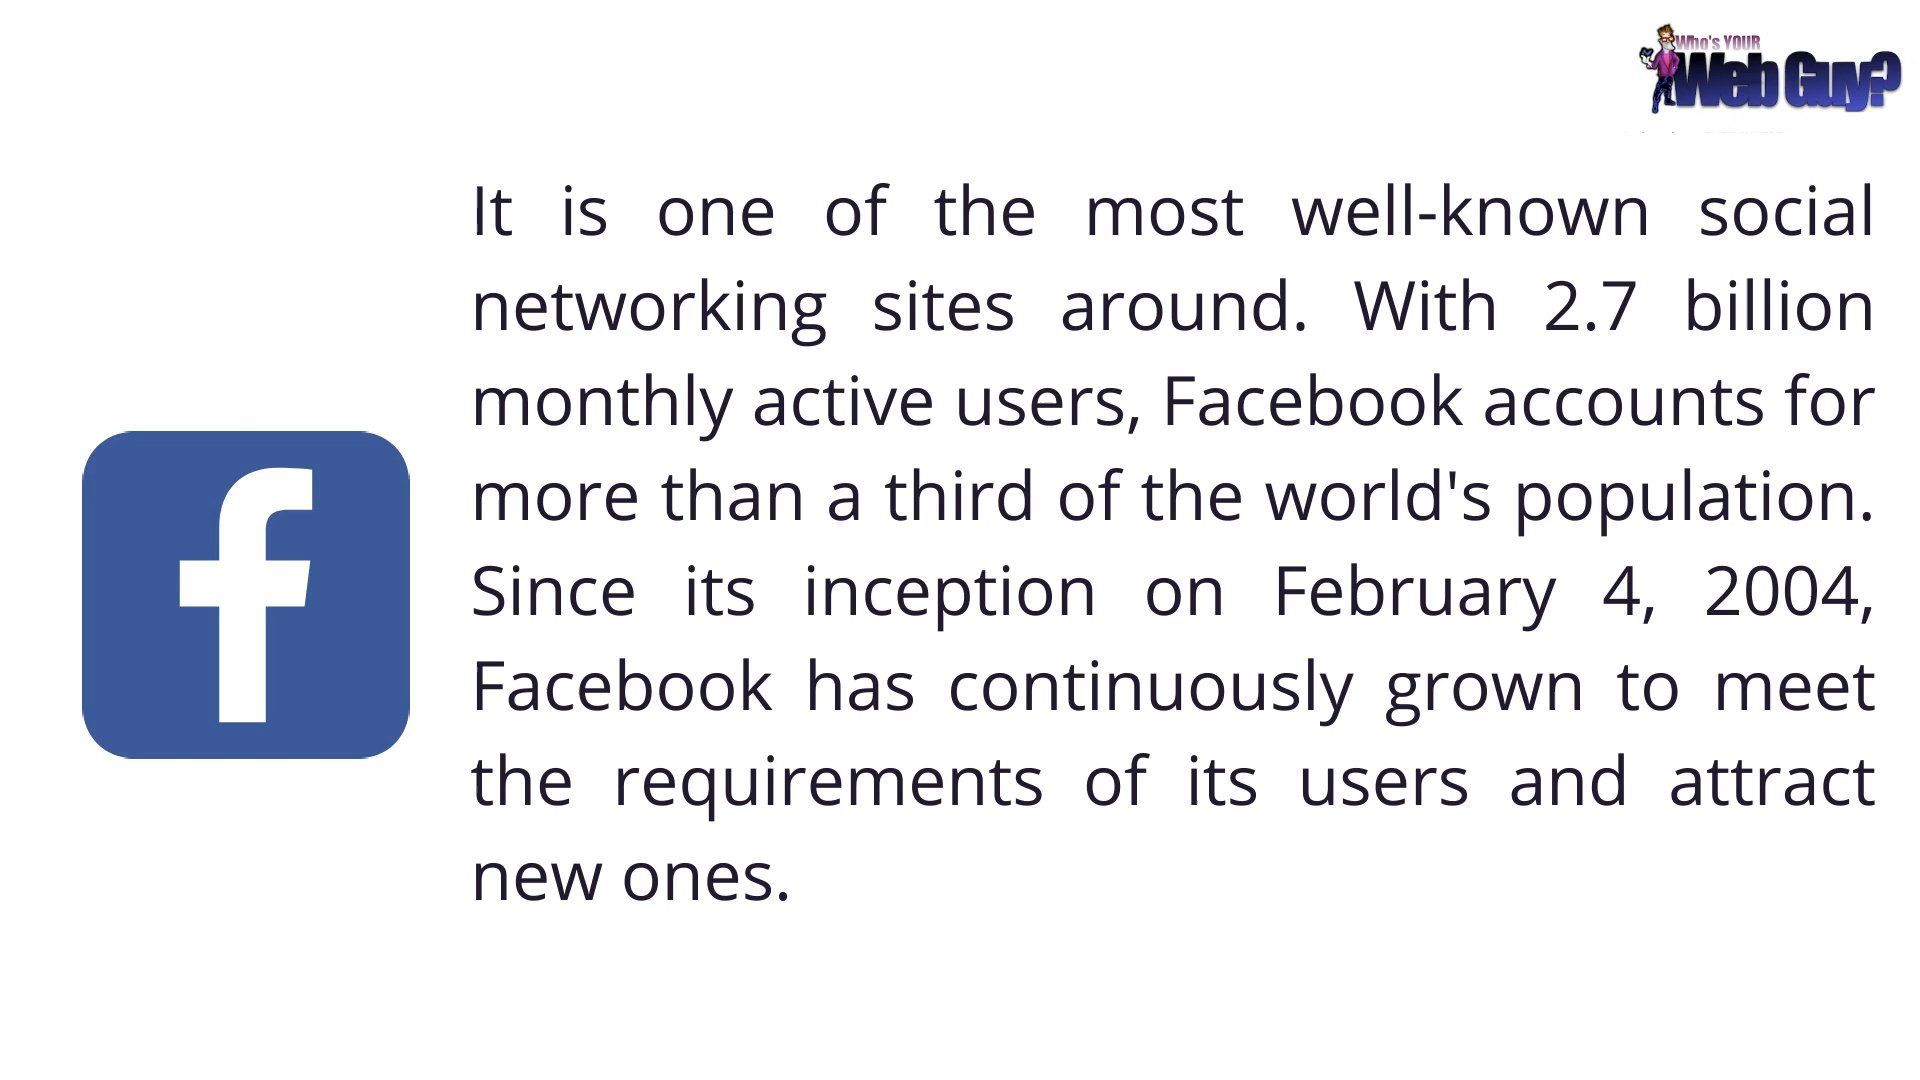 Who's YOUR
Web Guy?
It is one of the most well-known social
networking sites around. With 2.7 billion
monthly active users, Facebook accounts for
more than a third of the world's population.
Since its inception on February 4, 2004,
Facebook has continuously grown to meet
the requirements of its users and attract
new ones.
f